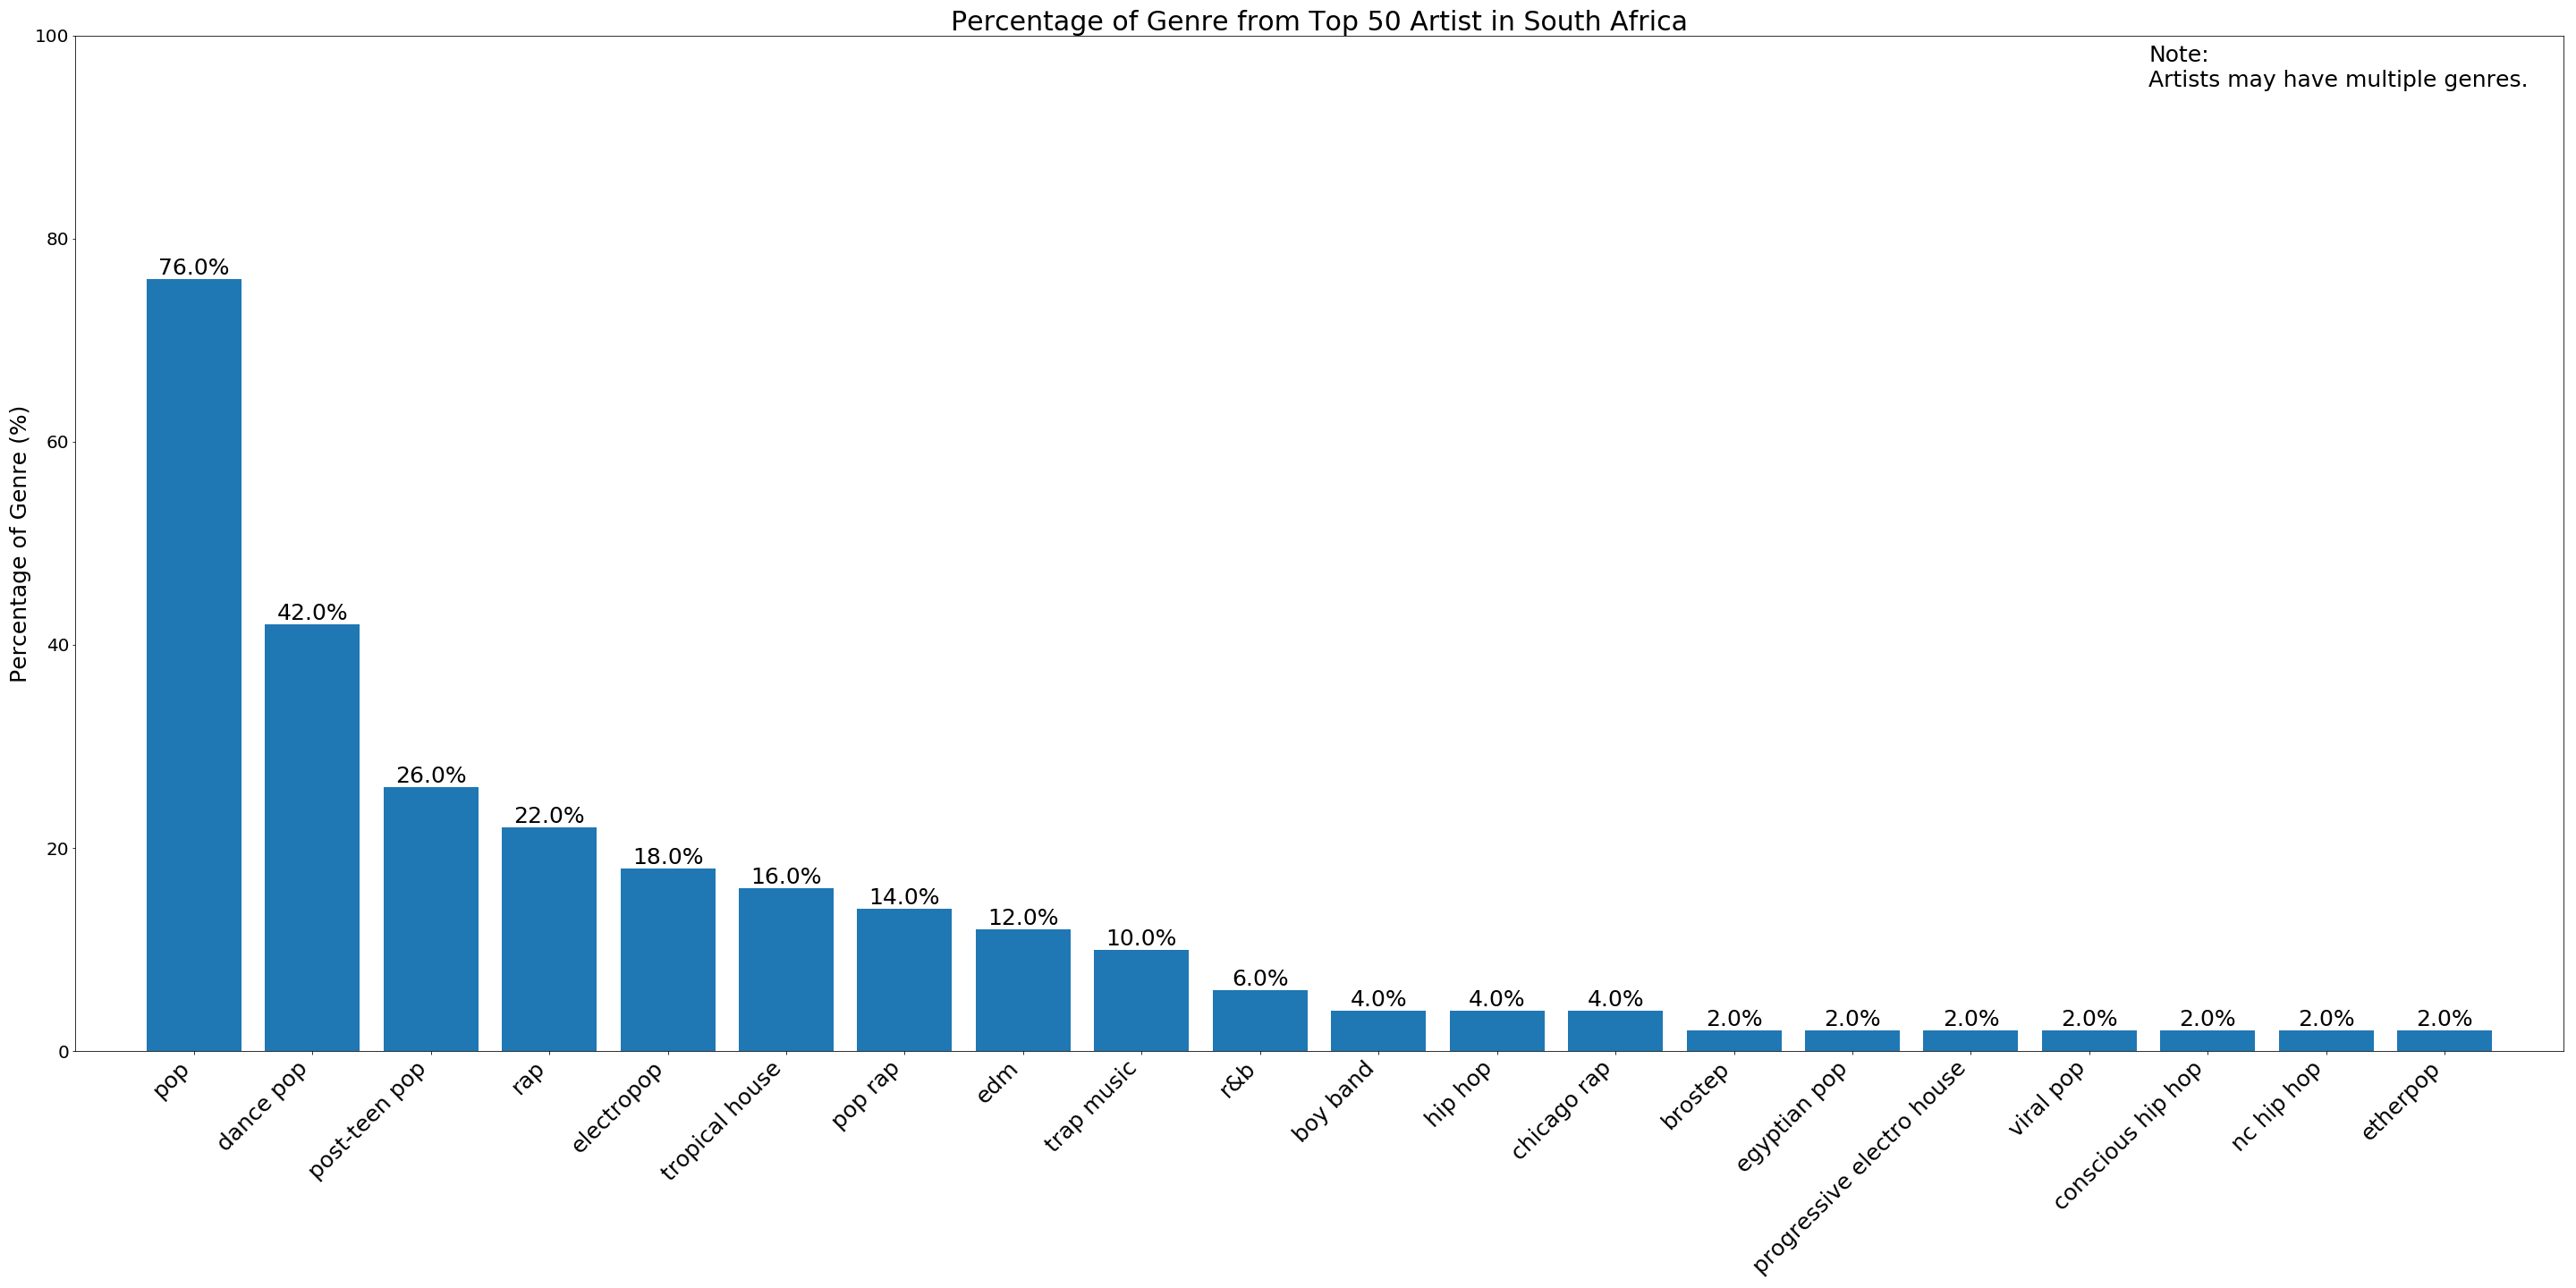 Percentage of Genre from Top 50 Artist in South Africa
Note:
Artists may have multiple genres.
Percentage of Genre (%)
100
80
60
40
20
0
76.0%
42.0%
26.0%
22.0%
18.0%
16.0%
14.0%
12.0%
10.0%
6.0%
4.0%
4.0%
4.0%
2.0%
2.0%
2.0%
2.0%
2.0%
2.0%
2.0%
pop
dance pop
post-teen pop
rap
electropop
tropical house
pop rap
edm
trap music
r&b
boy band
hip hop
chicago rap
brostep
egyptian pop
progressive electro house
viral pop
conscious hip hop
nc hip hop
etherpop